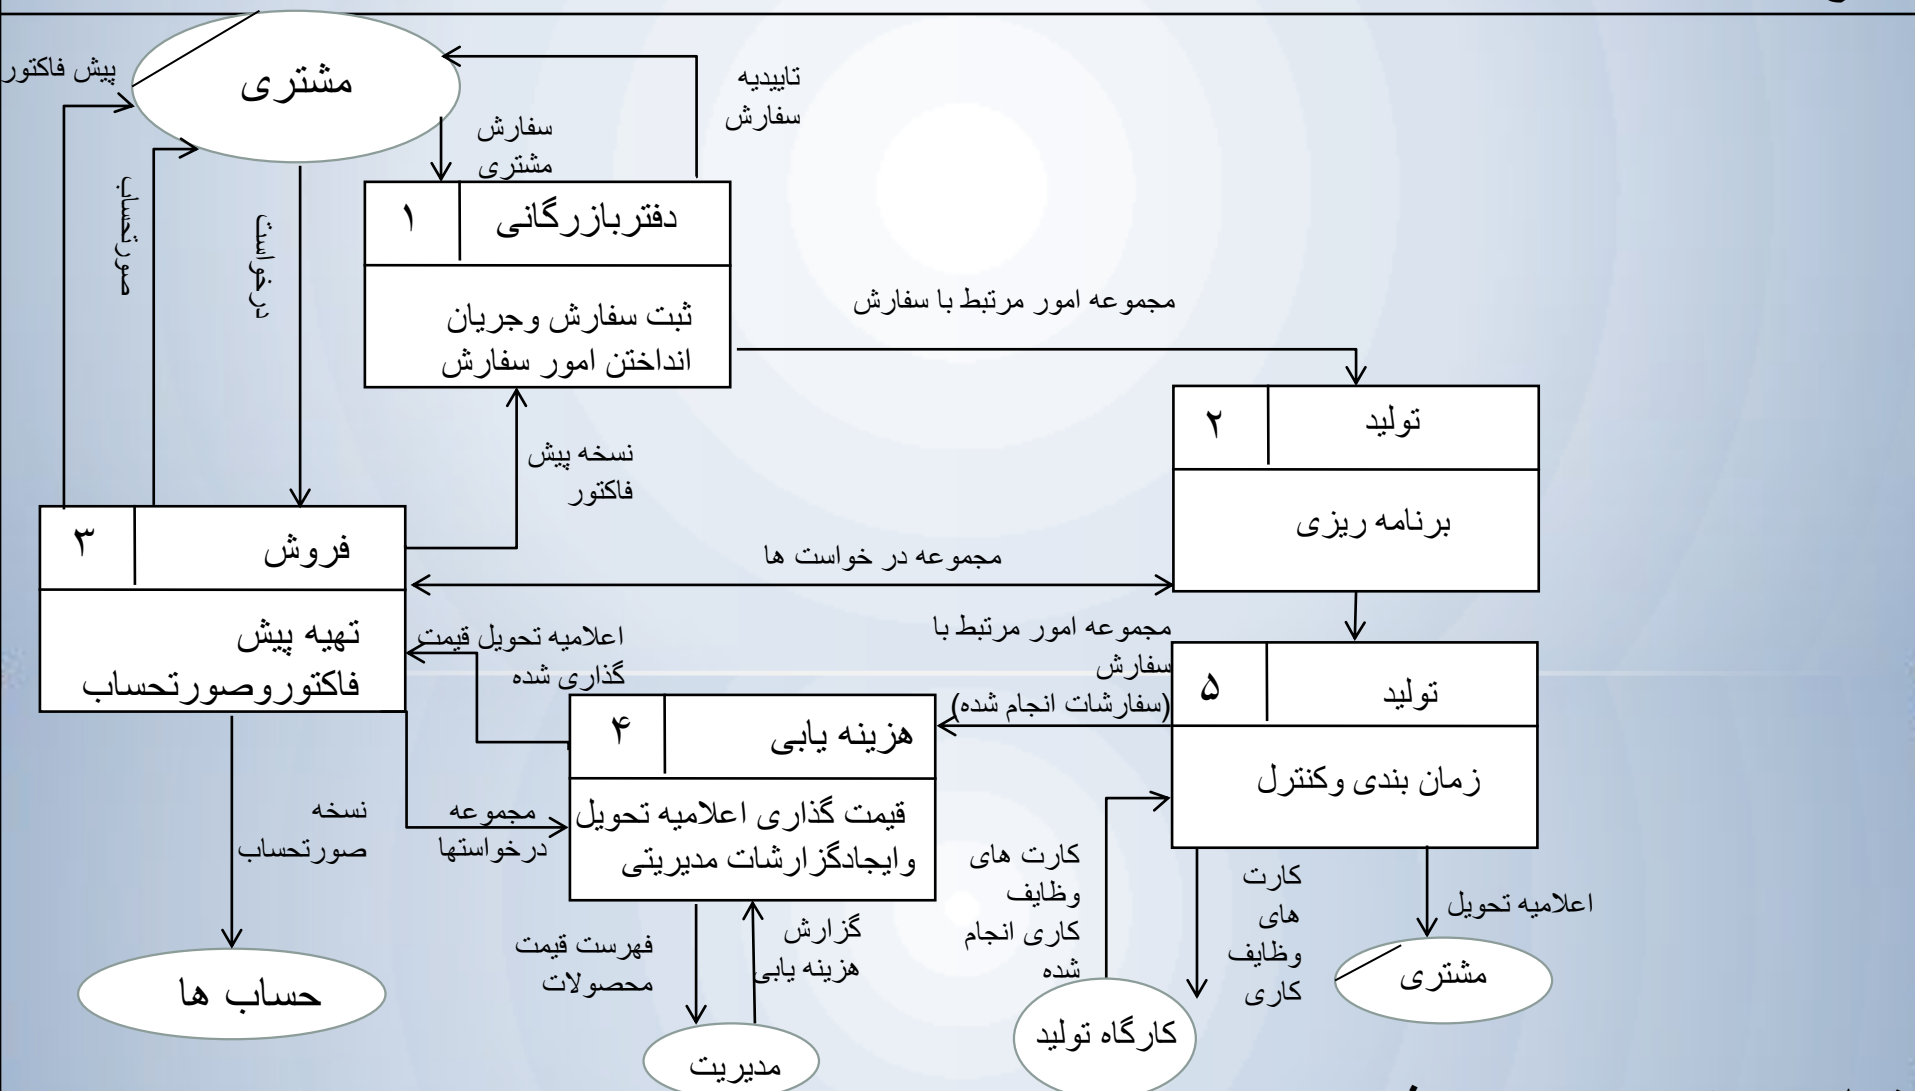 پیش فاکتور
مشتری
تاییدیه
سفارش
سفارش
مشتری
صورتحساب
درخواست
۱
دفتربازرگانی
ثبت سفارش وجریان
انداختن امور سفارش
مجموعه امور مرتبط با سفارش
۲
تولید
برنامه ریزی
نسخه پیش
فاکتور
۳
فروش
تهیه پیش
فاکتوروصورتحساب
مجموعه در خواست ها
اعلامیه تحویل قیمت
گذاری شده
مجموعه امور مرتبط با
سفارش
(سفارشات انجام شده)
۵
تولید
زمان بندی وکنترل
۴
هزینه یابی
قیمت گذاری اعلامیه تحویل
وایجادگزارشات مدیریتی
نسخه
صورتحساب
مجموعه
درخواستها
کارت های
وظایف
کاری انجام
شده
کارت
های
وظایف
کاری
اعلامیه تحویل
فهرست قیمت
محصولات
گزارش
هزینه یابی
حساب ها
مدیریت
کارگاه تولید
مشتری